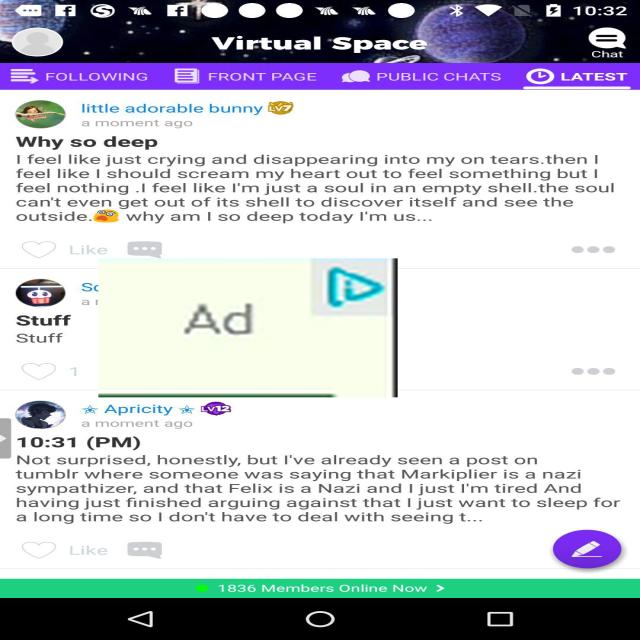 10:32
Virtual Space
Chat
FOLLOWING
FRONT PAGE
PUBLIC CHATS
LATEST
little adorable bunny LV7
a moment ago
Why so deep
I feel like just crying and disappearing into my on tears.then I
feel like I should scream my heart out to feel something but I
feel nothing .I feel like I'm just a soul in an empty shell.the soul
can't even get out of its shell to discover itself and see the
outside. why am I so deep today I'm us...
Like
Ad
Stuff
Stuff
1
Apricity LV12
a moment ago
10:31 (PM)
Not surprised, honestly, but I've already seen a post on
tumblr where someone was saying that Markiplier is a nazi
sympathizer, and that Felix is a Nazi and I just I'm tired And
having just finished arguing against that I just want to sleep for
a long time so I don't have to deal with seeing t...
Like
1836 Members Online Now >